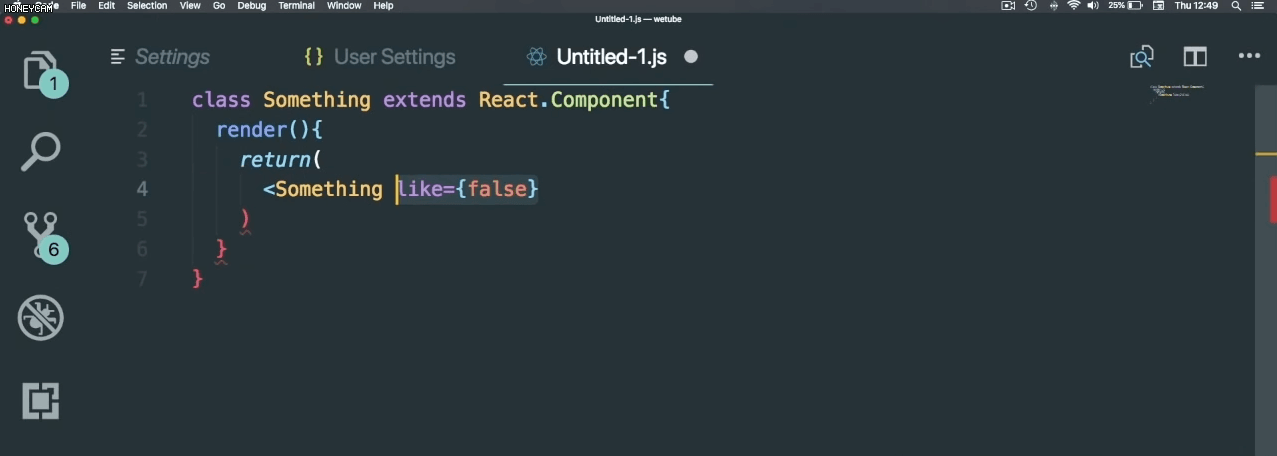 HONEYCAM
File Edit Selection View Go Debug Terminal Window Help 25% Thu 12:49
Untitled-1.js — wetube
Settings { } User Settings Untitled-1.js
1
6
1 class Something extends React.Component{
2 render(){
3 return(
4 <Something like={false}
5 )
6 }
7 }